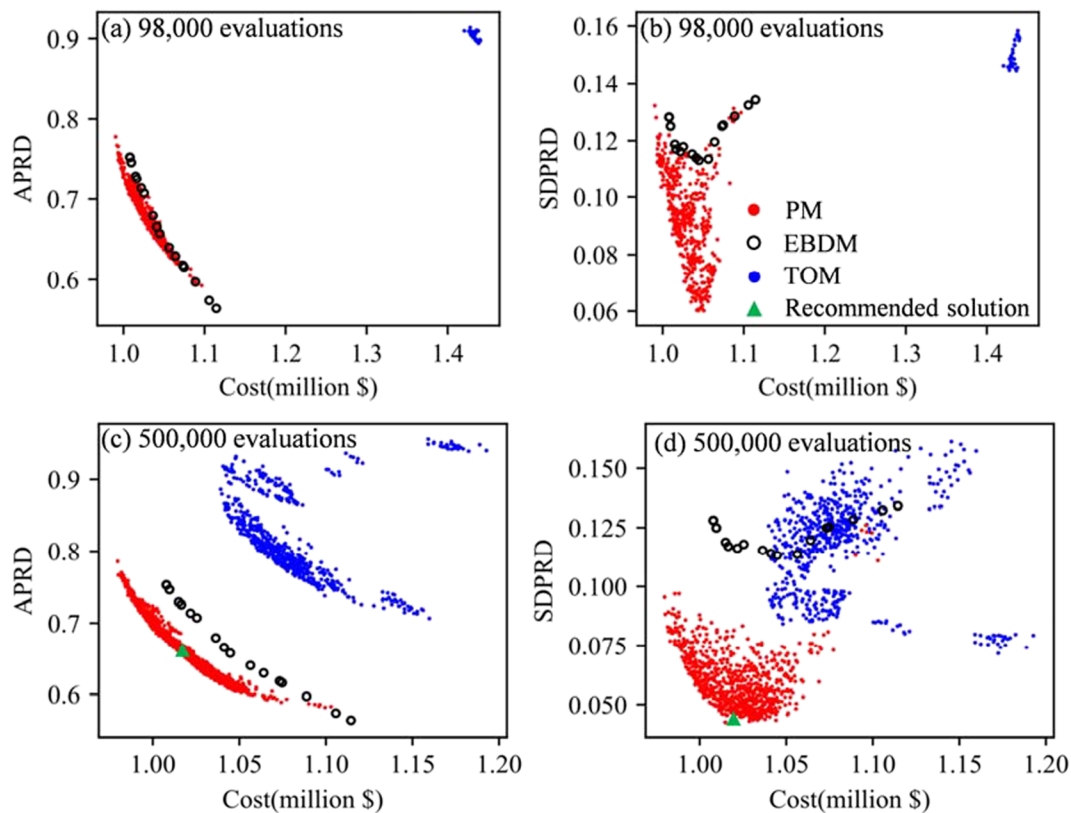 (a) 98,000 evaluations
APRD
0.9
0.8
0.7
0.6
1.0 1.1 1.2 1.3 1.4
Cost(million $)
(b) 98,000 evaluations
SDPRD
0.16
0.14
0.12
0.10
0.08
0.06
PM
EBDM
TOM
Recommended solution
1.0 1.1 1.2 1.3 1.4
Cost(million $)
(c) 500,000 evaluations
APRD
0.9
0.8
0.7
0.6
1.00 1.05 1.10 1.15 1.20
Cost(million $)
(d) 500,000 evaluations
SDPRD
0.150
0.125
0.100
0.075
0.050
1.00 1.05 1.10 1.15 1.20
Cost(million $)